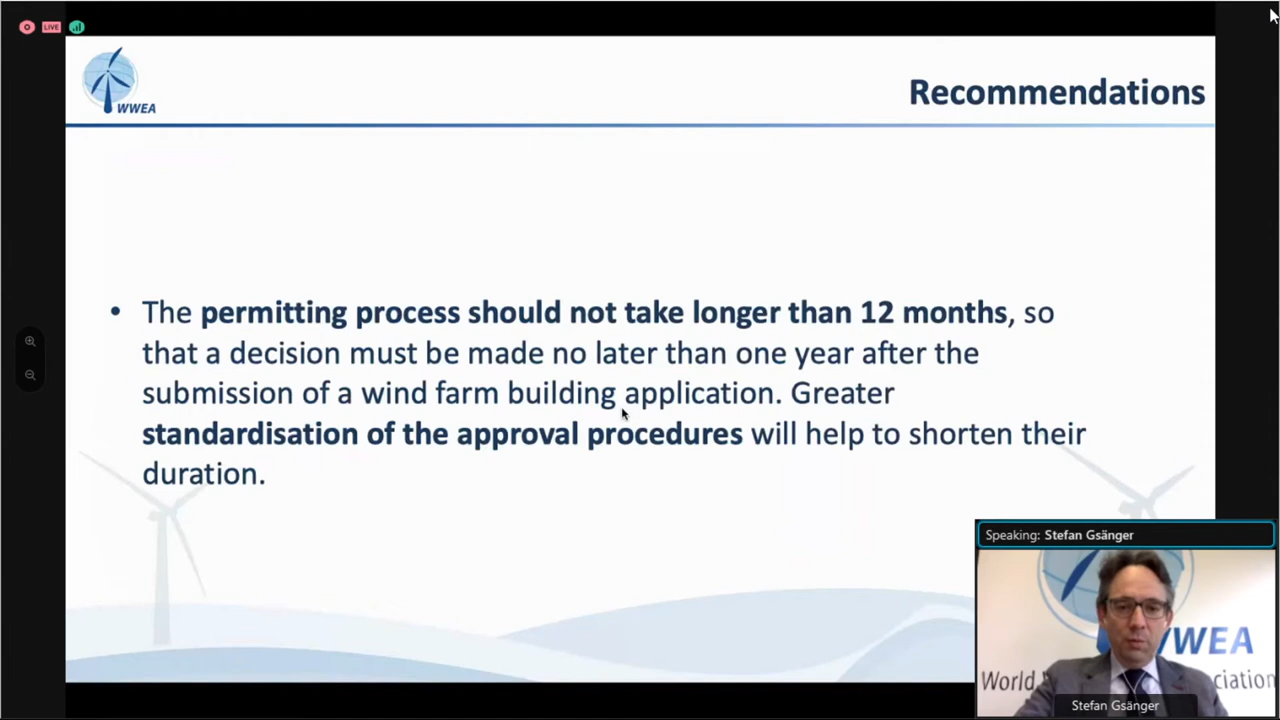 LIVE
WWEA
Recommendations
• The permitting process should not take longer than 12 months, so
that a decision must be made no later than one year after the
submission of a wind farm building application. Greater
standardisation of the approval procedures will help to shorten their
duration.
Speaking: Stefan Gsänger
WWEA
World
ciation
Stefan Gsänger